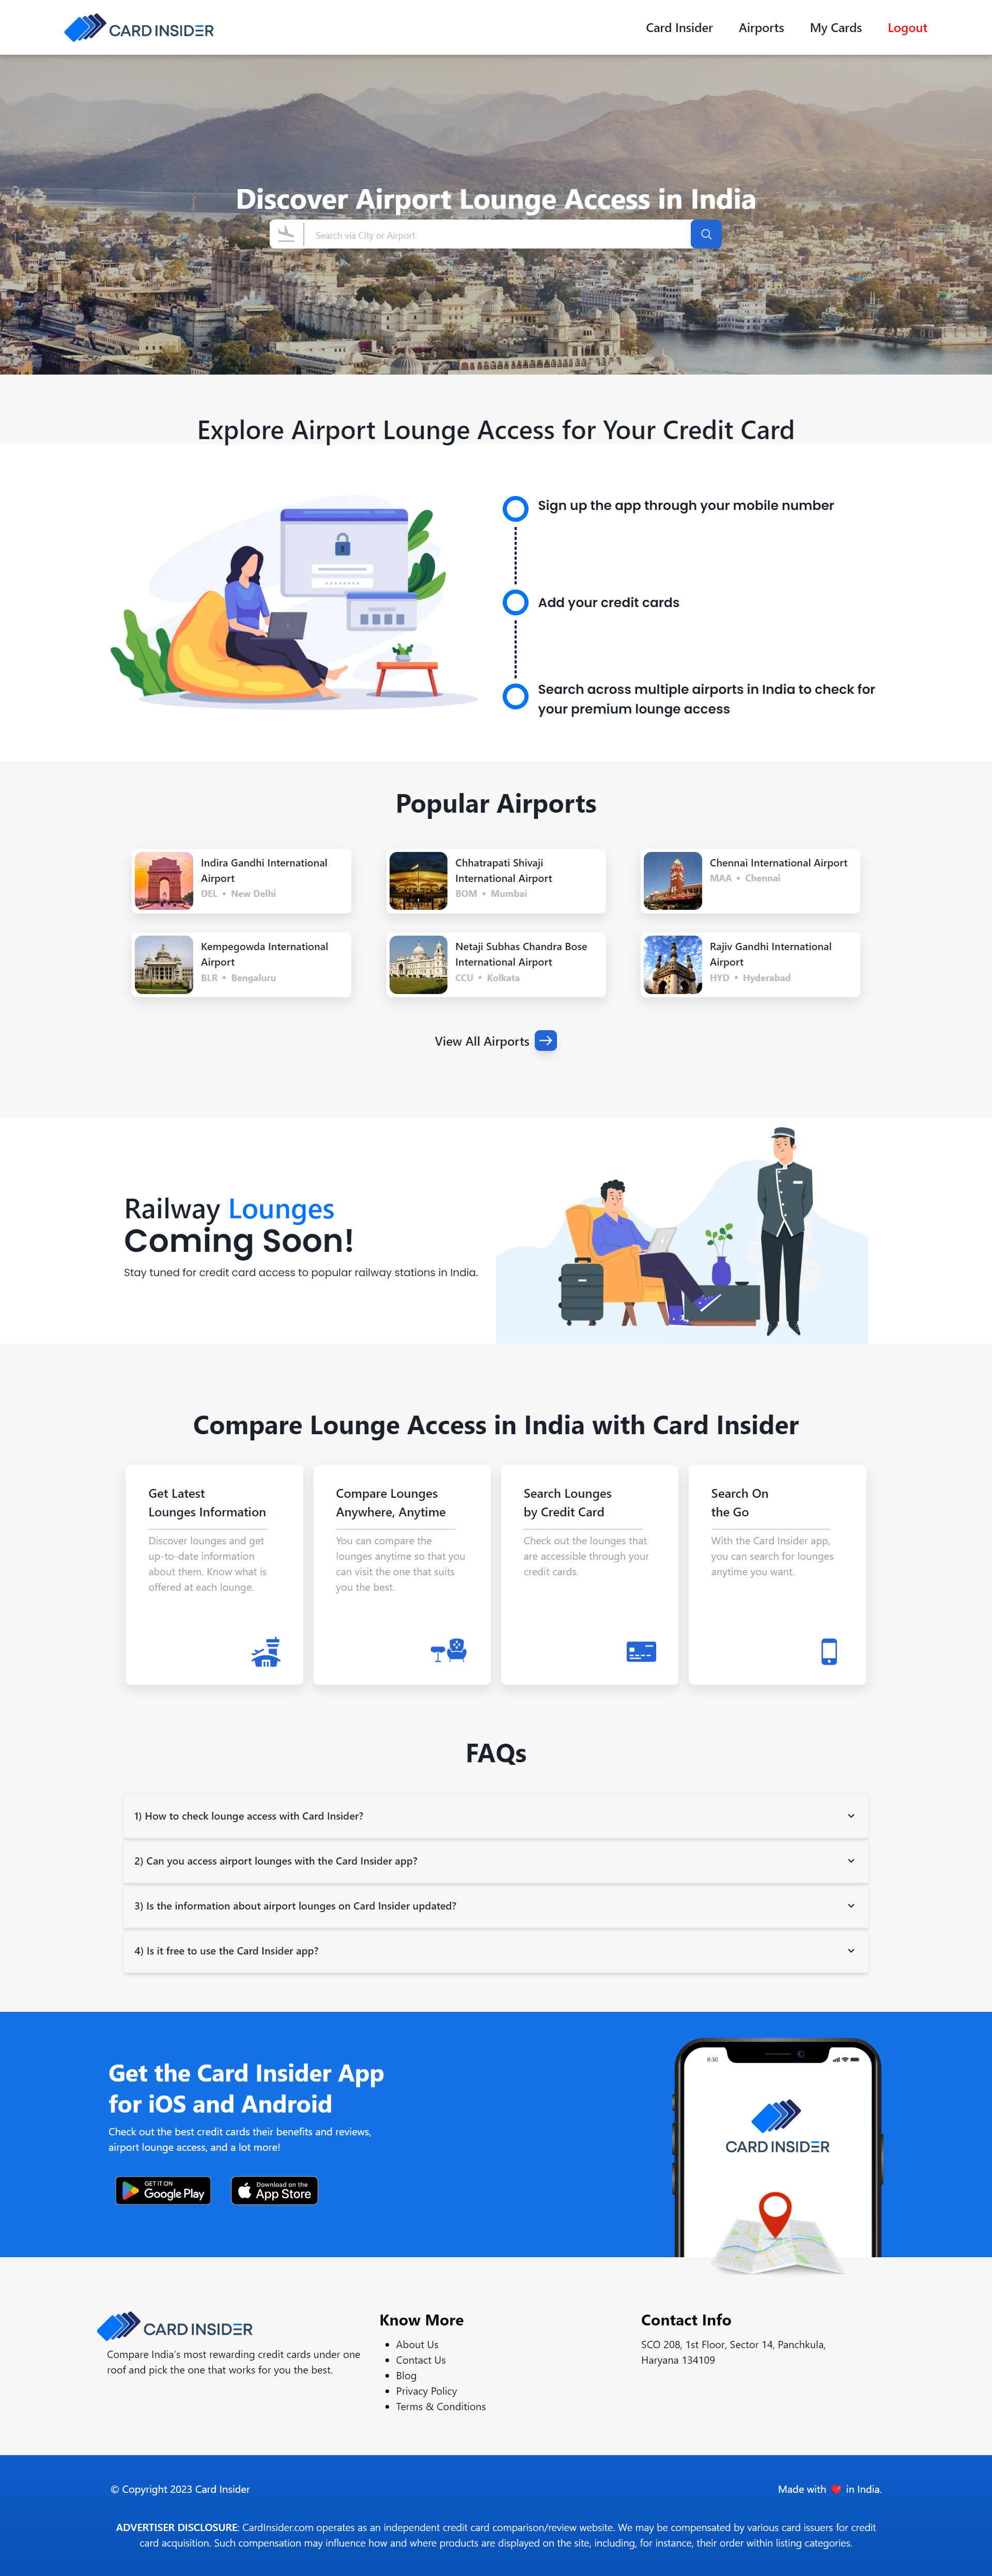 CARD INSIDER
Card Insider
Airports
My Cards
Logout
Discover Airport Lounge Access in India
Search via City or Airport
Explore Airport Lounge Access for Your Credit Card
Sign up the app through your mobile number
Add your credit cards
Search across multiple airports in India to check for
your premium lounge access
Popular Airports
Indira Gandhi International
Airport
DEL • New Delhi
Chhatrapati Shivaji
International Airport
BOM • Mumbai
Chennai International Airport
MAA • Chennai
Kempegowda International
Airport
BLR • Bengaluru
Netaji Subhas Chandra Bose
International Airport
CCU • Kolkata
Rajiv Gandhi International
Airport
HYD • Hyderabad
View All Airports
Railway Lounges
Coming Soon!
Stay tuned for credit card access to popular railway stations in India.
Compare Lounge Access in India with Card Insider
Get Latest
Lounges Information
Discover lounges and get
up-to-date information
about them. Know what is
offered at each lounge.
Compare Lounges
Anywhere, Anytime
You can compare the
lounges anytime so that you
can visit the one that suits
you the best.
Search Lounges
by Credit Card
Check out the lounges that
are accessible through your
credit cards.
Search On
the Go
With the Card Insider app,
you can search for lounges
anytime you want.
FAQs
1) How to check lounge access with Card Insider?
2) Can you access airport lounges with the Card Insider app?
3) Is the information about airport lounges on Card Insider updated?
4) Is it free to use the Card Insider app?
Get the Card Insider App
for iOS and Android
Check out the best credit cards their benefits and reviews,
airport lounge access, and a lot more!
GET IT ON
Google Play
Download on the
App Store
8:30
CARD INSIDER
CARD INSIDER
Compare India's most rewarding credit cards under one
roof and pick the one that works for you the best.
Know More
• About Us
• Contact Us
• Blog
• Privacy Policy
• Terms & Conditions
Contact Info
SCO 208, 1st Floor, Sector 14, Panchkula,
Haryana 134109
© Copyright 2023 Card Insider
Made with ❤ in India.
ADVERTISER DISCLOSURE: CardInsider.com operates as an independent credit card comparison/review website. We may be compensated by various card issuers for credit
card acquisition. Such compensation may influence how and where products are displayed on the site, including, for instance, their order within listing categories.